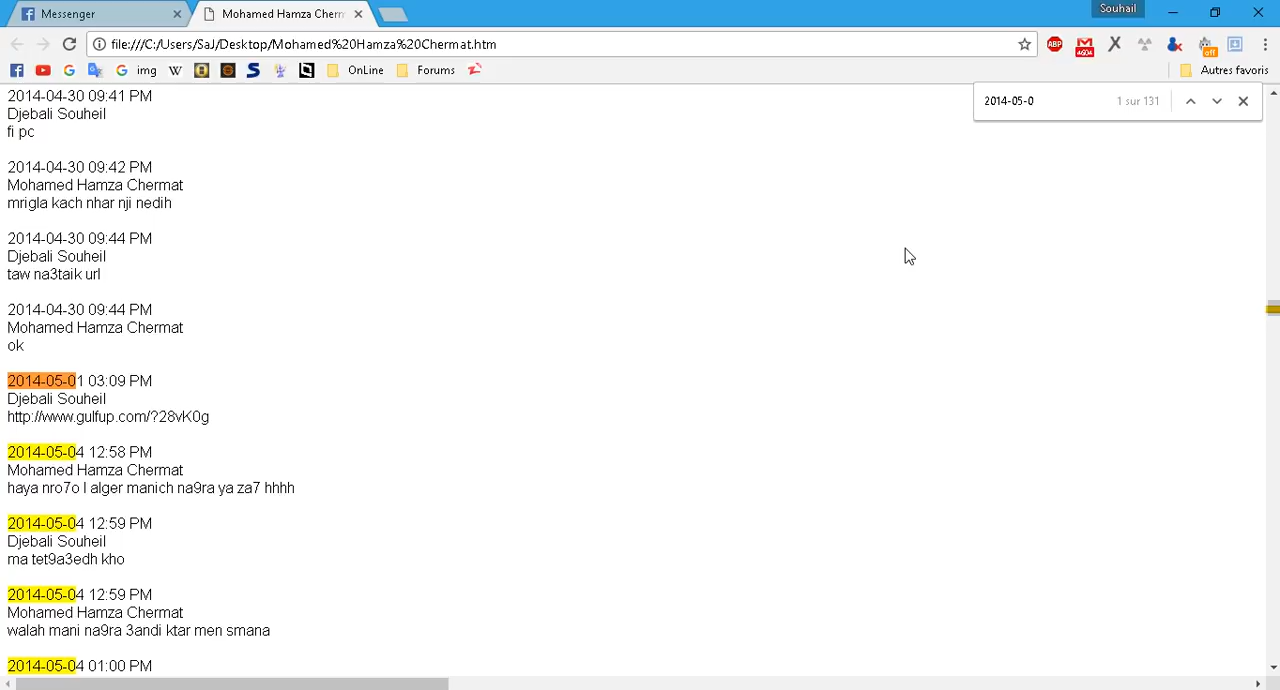 Messenger
Mohamed Hamza Cherm
Souhail
file:///C:/Users/SaJ/Desktop/Mohamed%20Hamza%20Chermat.htm
ABP
4604
off
img
W
OnLine
Forums
Autres favoris
2014-05-0
1 sur 131
2014-04-30 09:41 PM
Djebali Souheil
fi pc
2014-04-30 09:42 PM
Mohamed Hamza Chermat
mrigla kach nhar nji nedih
2014-04-30 09:44 PM
Djebali Souheil
taw na3taik url
2014-04-30 09:44 PM
Mohamed Hamza Chermat
ok
2014-05-01 03:09 PM
Djebali Souheil
http://www.gulfup.com/?28vK0g
2014-05-04 12:58 PM
Mohamed Hamza Chermat
haya nro7o l alger manich na9ra ya za7 hhhh
2014-05-04 12:59 PM
Djebali Souheil
ma tet9a3edh kho
2014-05-04 12:59 PM
Mohamed Hamza Chermat
walah mani na9ra 3andi ktar men smana
2014-05-04 01:00 PM